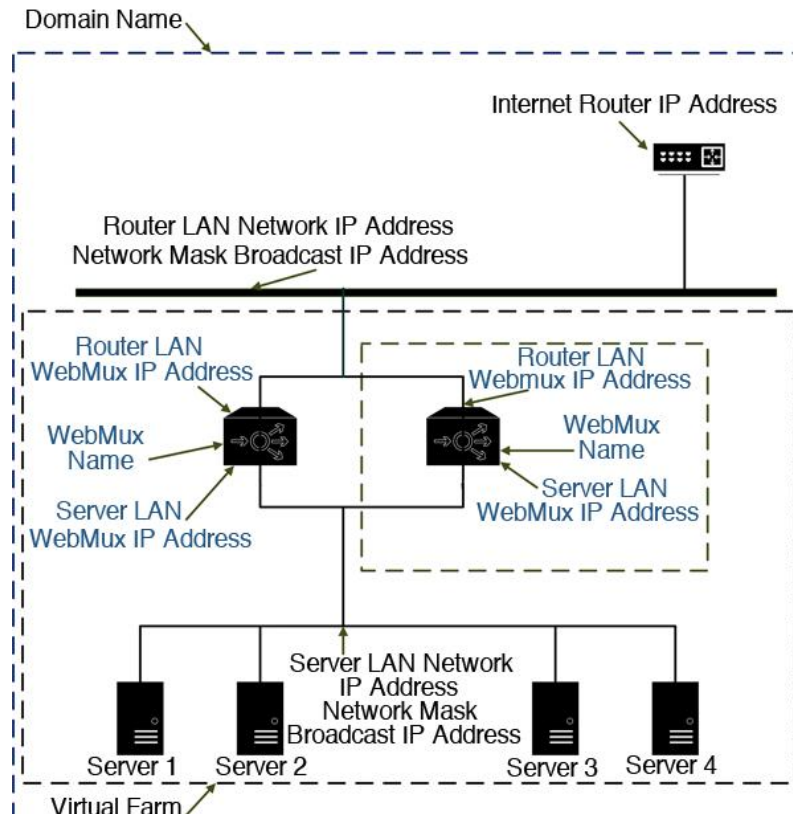 Domain Name
Internet Router IP Address
Router LAN Network IP Address
Network Mask Broadcast IP Address
Router LAN
WebMux IP Address
Router LAN
Webmux IP Address
WebMux
Name
WebMux
Name
Server LAN
WebMux IP Address
Server LAN
WebMux IP Address
Server LAN Network
IP Address
Network Mask
Broadcast IP Address
Server 1
Server 2
Server 3
Server 4
Virtual Farm